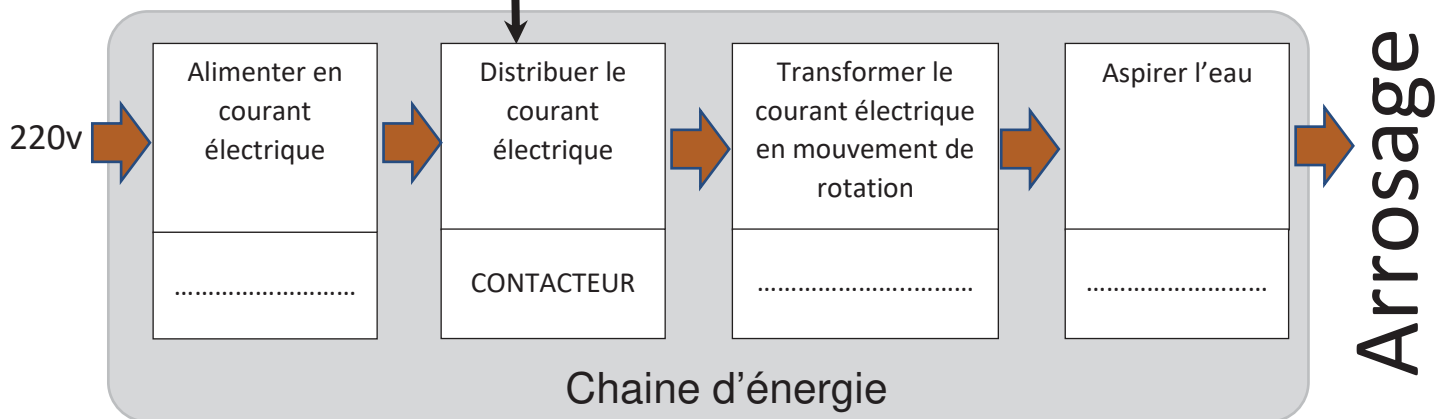 220v
Alimenter en
courant
électrique
……………………….
Distribuer le
courant
électrique
CONTACTEUR
Transformer le
courant électrique
en mouvement de
rotation
…………………..………
Aspirer l’eau
……………………….
Arrosage
Chaine d’énergie